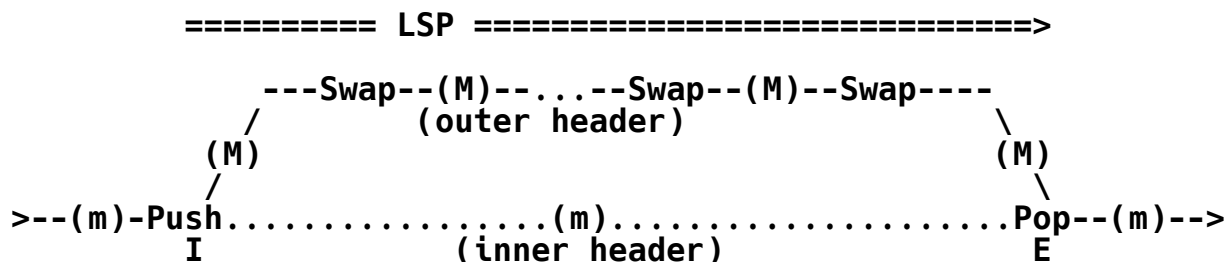 ========== LSP =============================>
---Swap--(M)--...--Swap--(M)--Swap----
/ (outer header) \
(M) (M)
/ \
>--(m)-Push.................(m).....................Pop--(m)-->
I (inner header) E